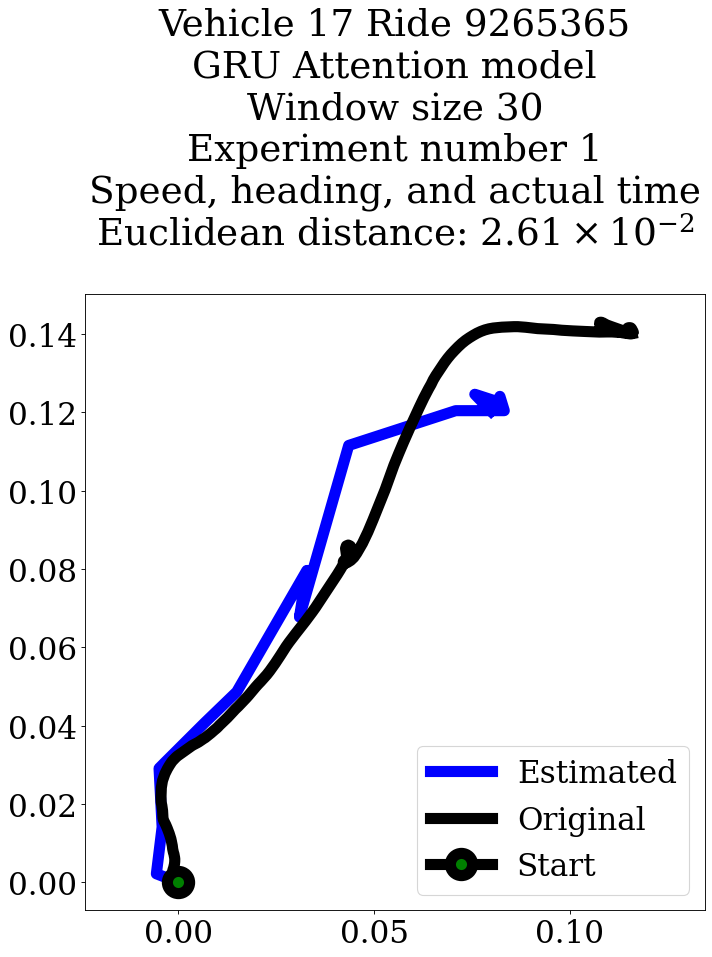 Vehicle 17 Ride 9265365
GRU Attention model
Window size 30
Experiment number 1
Speed, heading, and actual time
Euclidean distance: 2.61 × 10⁻²
0.14
0.12
0.10
0.08
0.06
0.04
0.02
0.00
Estimated
Original
Start
0.00 0.05 0.10